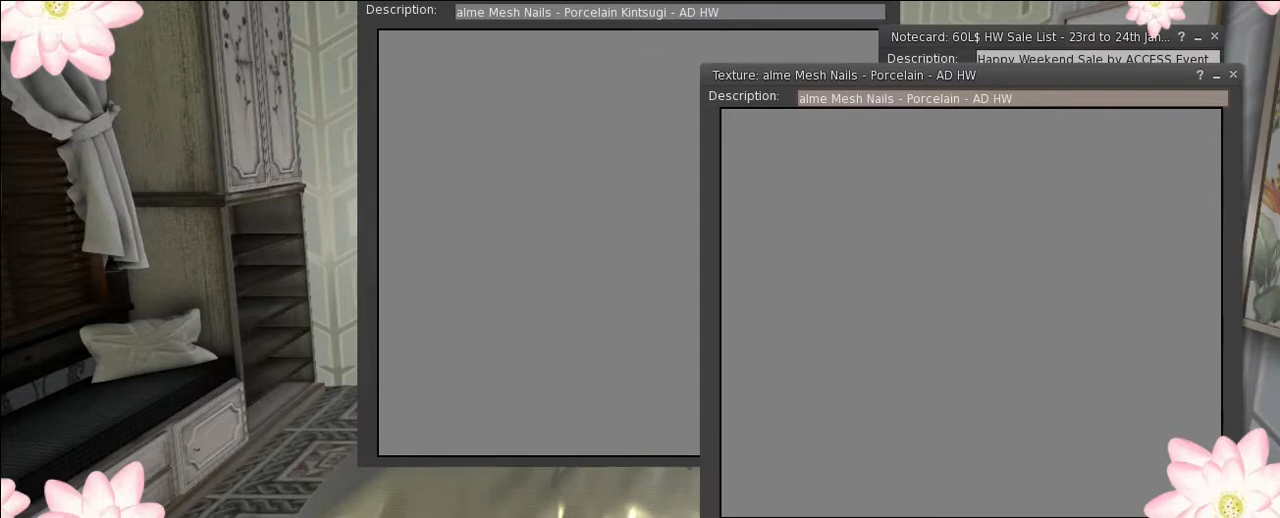 Description: alme Mesh Nails - Porcelain Kintsugi - AD HW
Notecard: 60L$ HW Sale List - 23rd to 24th Jan...
Description: Happy Weekend Sale by ACCESS Event
Texture: alme Mesh Nails - Porcelain - AD HW
Description: alme Mesh Nails - Porcelain - AD HW